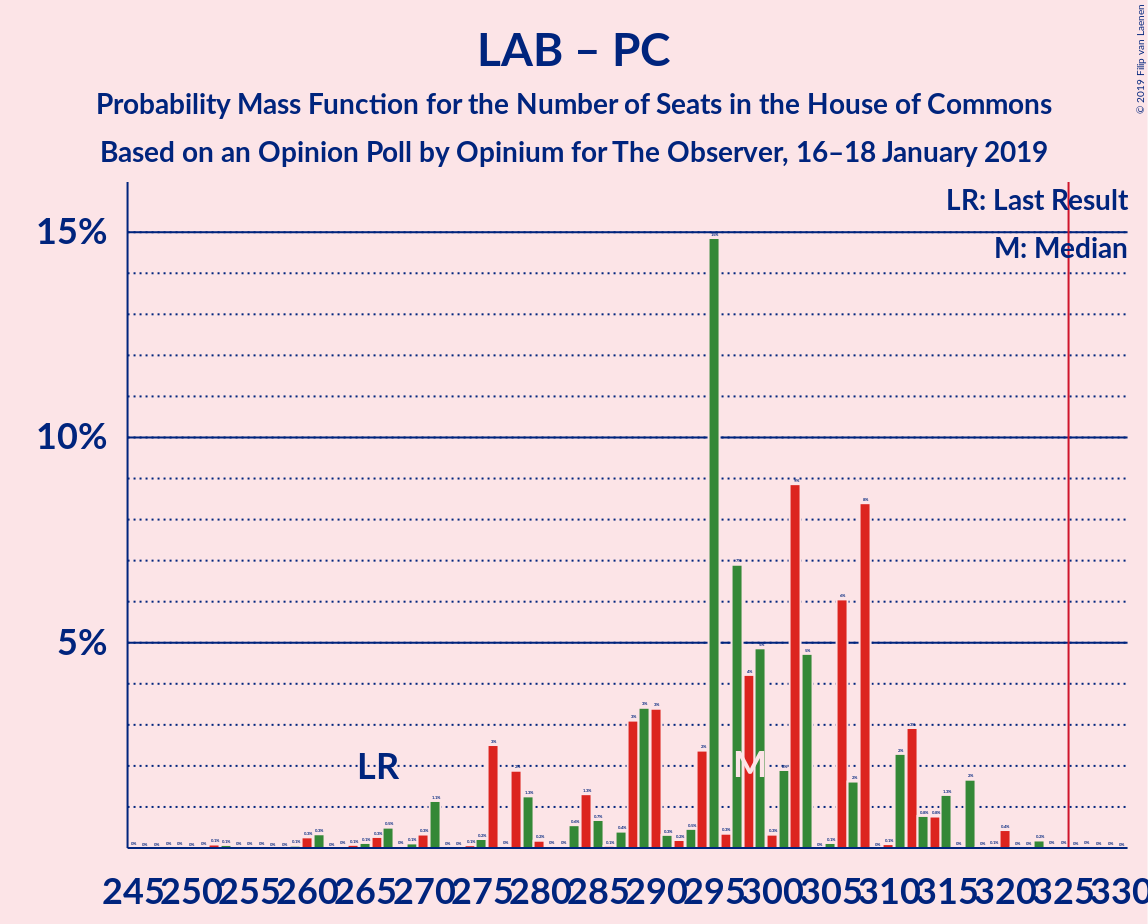 LAB – PC
Probability Mass Function for the Number of Seats in the House of Commons
Based on an Opinion Poll by Opinium for The Observer, 16–18 January 2019
© 2019 Filip van Laenen
LR: Last Result
M: Median
15%
10%
5%
LR
M
245 250 255 260 265 270 275 280 285 290 295 300 305 310 315 320 325 330